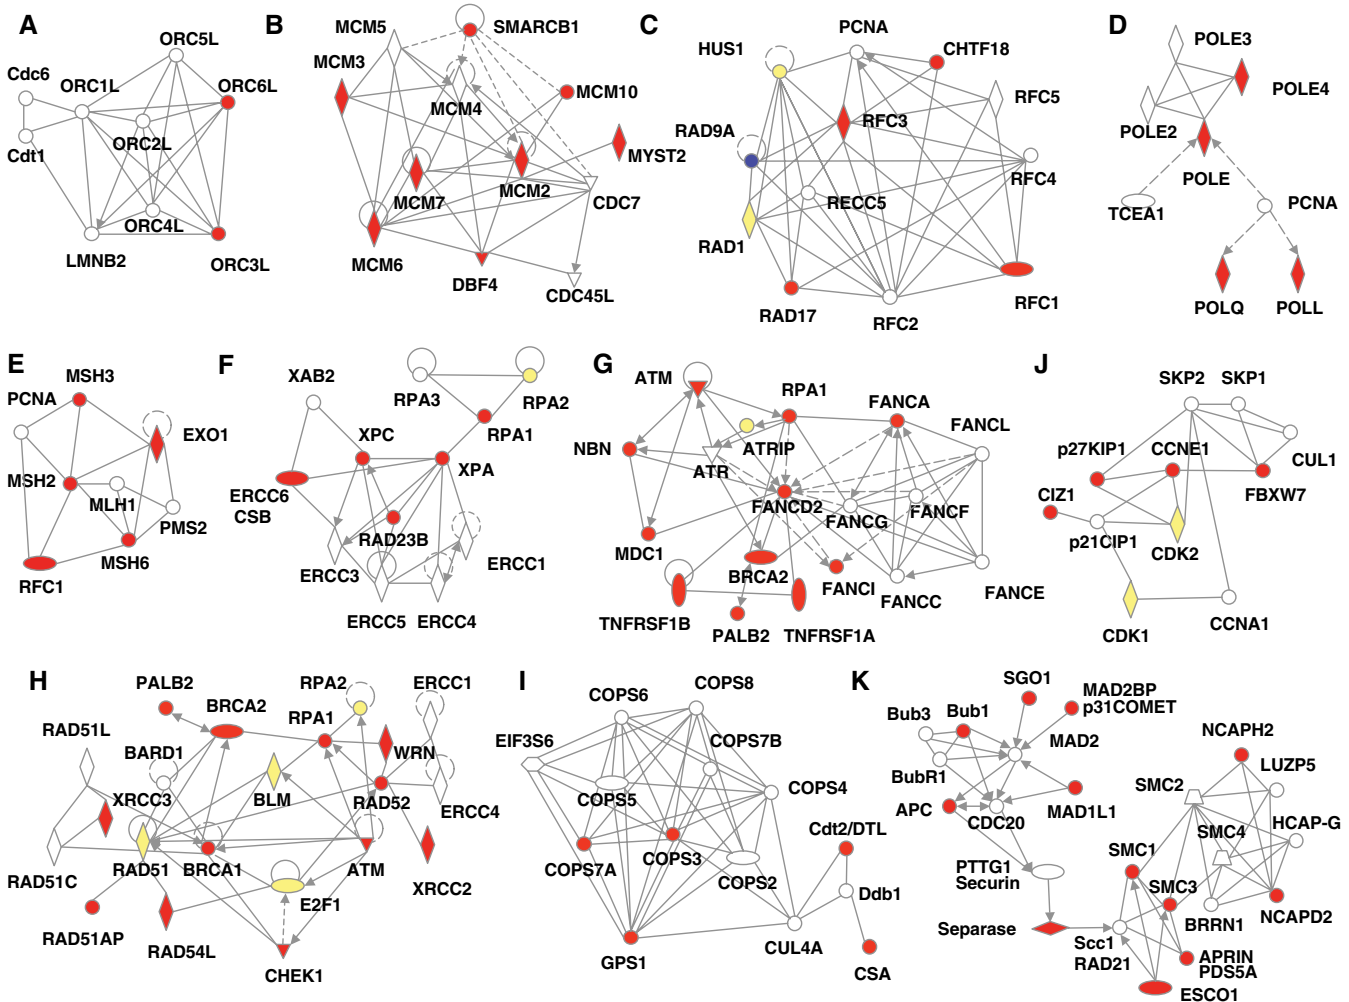 A
ORC5L
Cdc6
ORC1L
ORC6L
ORC2L
Cdt1
ORC4L
LMNB2
ORC3L
B
MCM5
SMARCB1
MCM3
MCM10
MCM4
MYST2
MCM2
MCM7
CDC7
MCM6
DBF4
CDC45L
C
PCNA
HUS1
CHTF18
RFC5
RFC3
RAD9A
RFC4
RECC5
RAD1
RFC1
RAD17
RFC2
D
POLE3
POLE4
POLE2
POLE
TCEA1
PCNA
POLQ
POLL
E
MSH3
PCNA
EXO1
MSH2
MLH1
PMS2
MSH6
RFC1
F
XAB2
RPA3
RPA2
RPA1
XPC
XPA
ERCC6
CSB
RAD23B
ERCC3
ERCC1
ERCC5
ERCC4
G
ATM
RPA1
FANCA
FANCL
NBN
ATRIP
ATR
FANCD2
FANCG
FANCF
MDC1
BRCA2
FANCI
FANCC
FANCE
TNFRSF1B
PALB2
TNFRSF1A
J
SKP2
SKP1
p27KIP1
CCNE1
CUL1
FBXW7
CIZ1
p21CIP1
CDK2
CDK1
CCNA1
H
PALB2
BRCA2
RPA2
ERCC1
RPA1
RAD51L
BARD1
WRN
BLM
RAD52
ERCC4
XRCC3
RAD51C
RAD51
BRCA1
ATM
XRCC2
E2F1
RAD51AP
RAD54L
CHEK1
I
COPS6
COPS8
EIF3S6
COPS7B
COPS5
COPS4
Cdt2/DTL
COPS7A
COPS3
COPS2
Ddb1
CUL4A
GPS1
CSA
K
SGO1
MAD2BP
p31COMET
Bub3
Bub1
MAD2
NCAPH2
BubR1
LUZP5
SMC2
APC
MAD1L1
CDC20
HCAP-G
SMC4
SMC1
PTTG1
Securin
SMC3
NCAPD2
BRRN1
Separase
Scc1
RAD21
APRIN
PDS5A
ESCO1